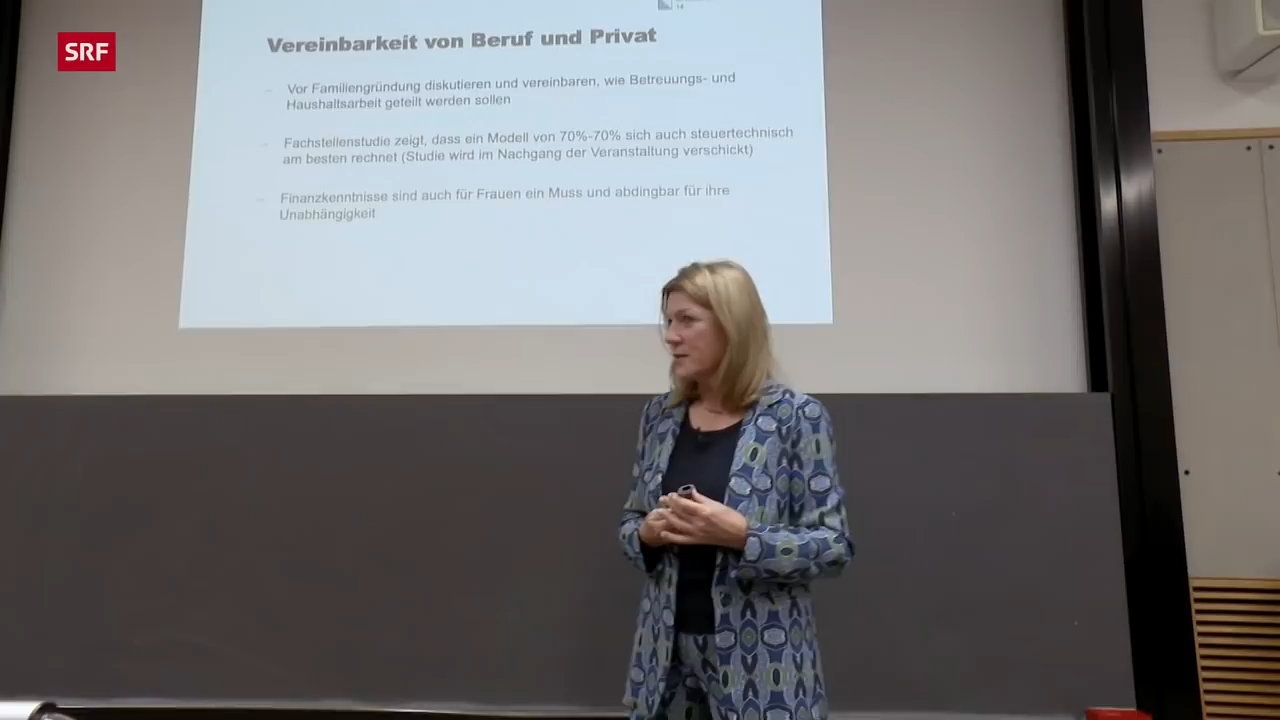 SRF
14
Vereinbarkeit von Beruf und Privat
– Vor Familiengründung diskutieren und vereinbaren, wie Betreuungs- und
Haushaltsarbeit geteilt werden sollen
– Fachstellenstudie zeigt, dass ein Modell von 70%-70% sich auch steuertechnisch
am besten rechnet (Studie wird im Nachgang der Veranstaltung verschickt)
– Finanzkenntnisse sind auch für Frauen ein Muss und abdingbar für ihre
Unabhängigkeit